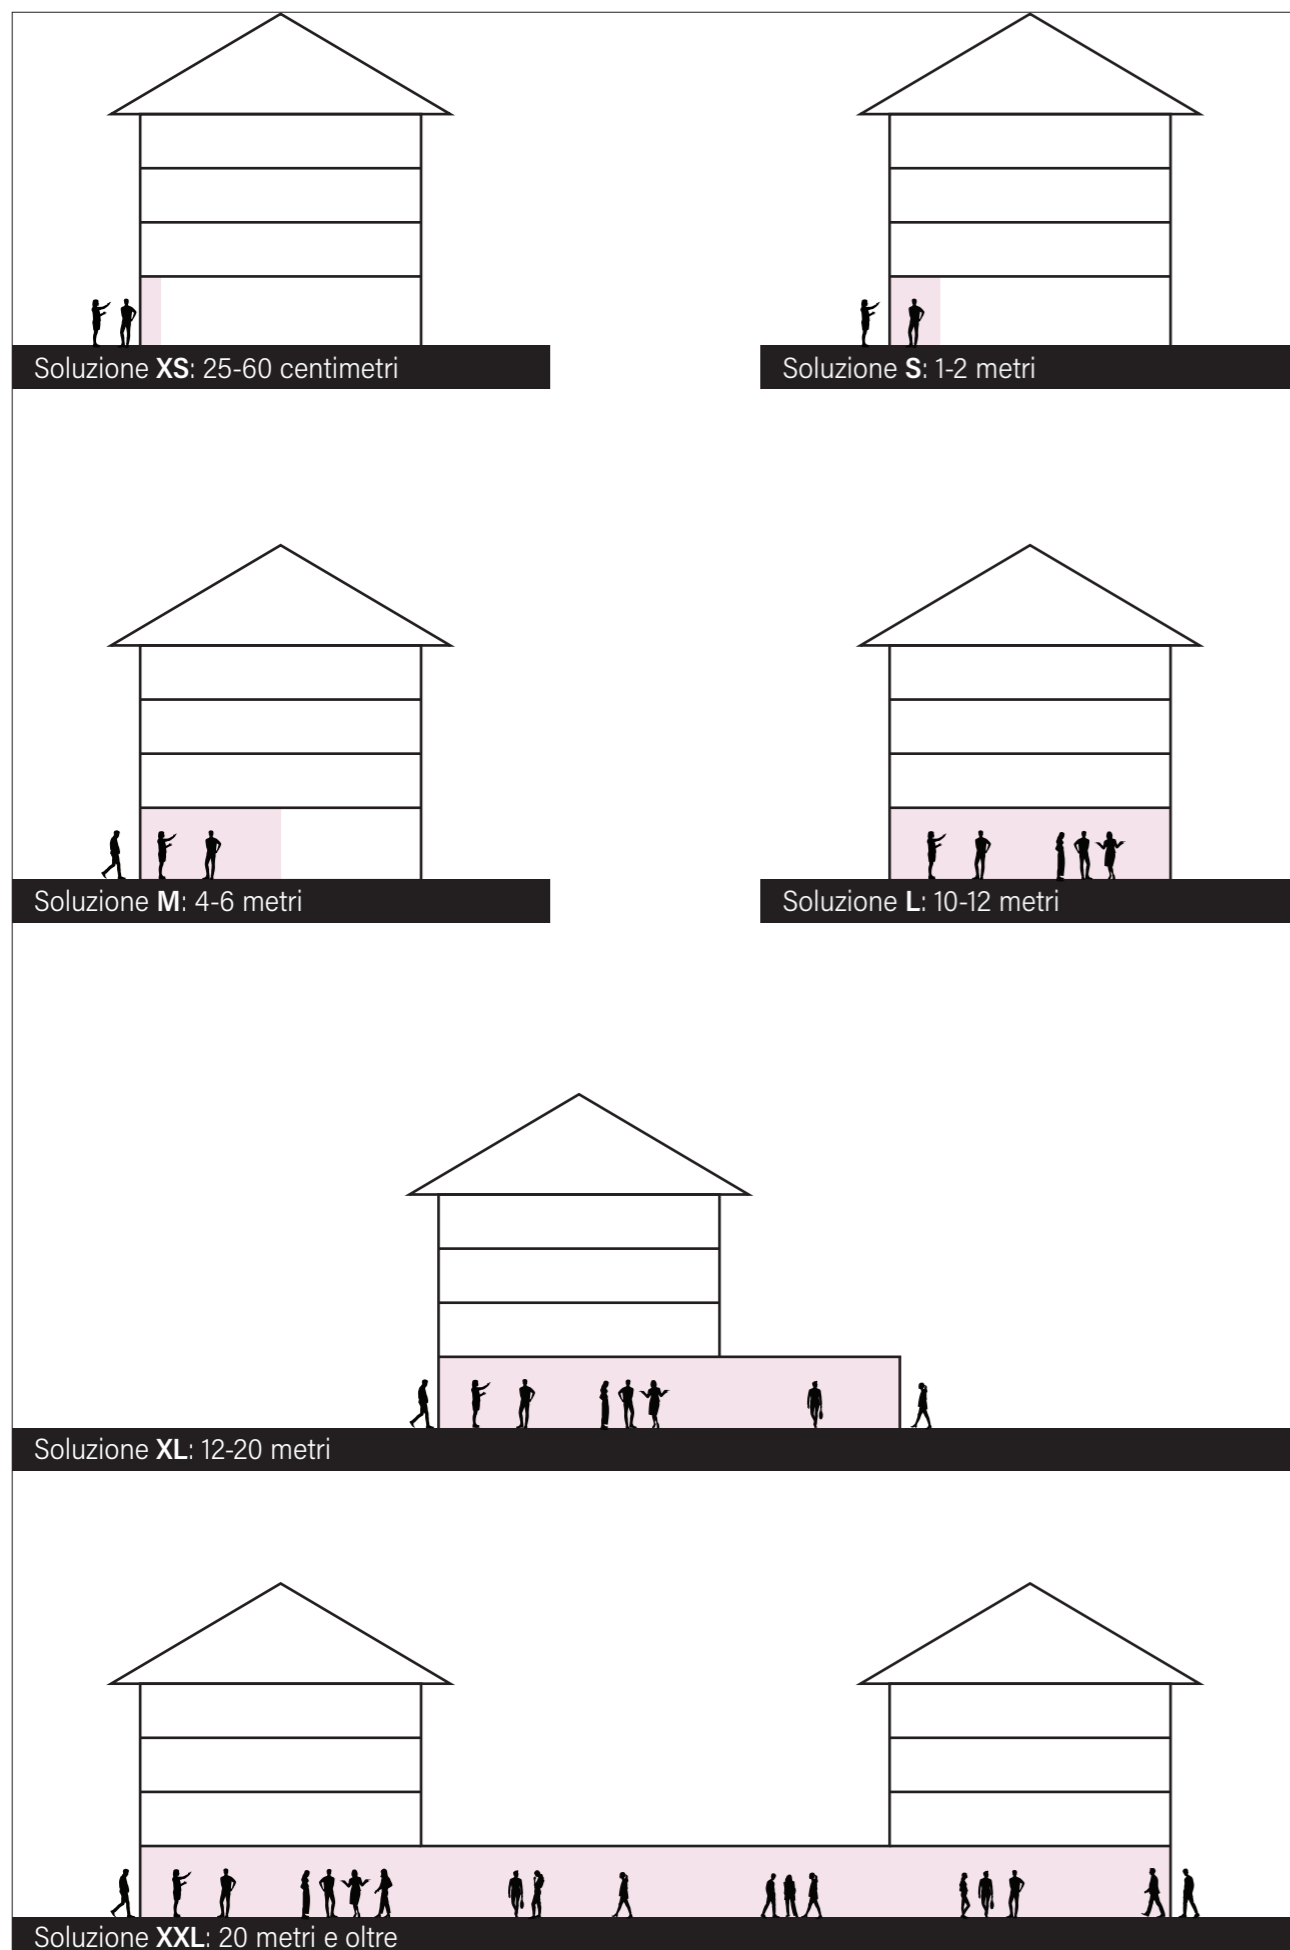 Soluzione XS: 25-60 centimetri
Soluzione S: 1-2 metri
Soluzione M: 4-6 metri
Soluzione L: 10-12 metri
Soluzione XL: 12-20 metri
Soluzione XXL: 20 metri e oltre